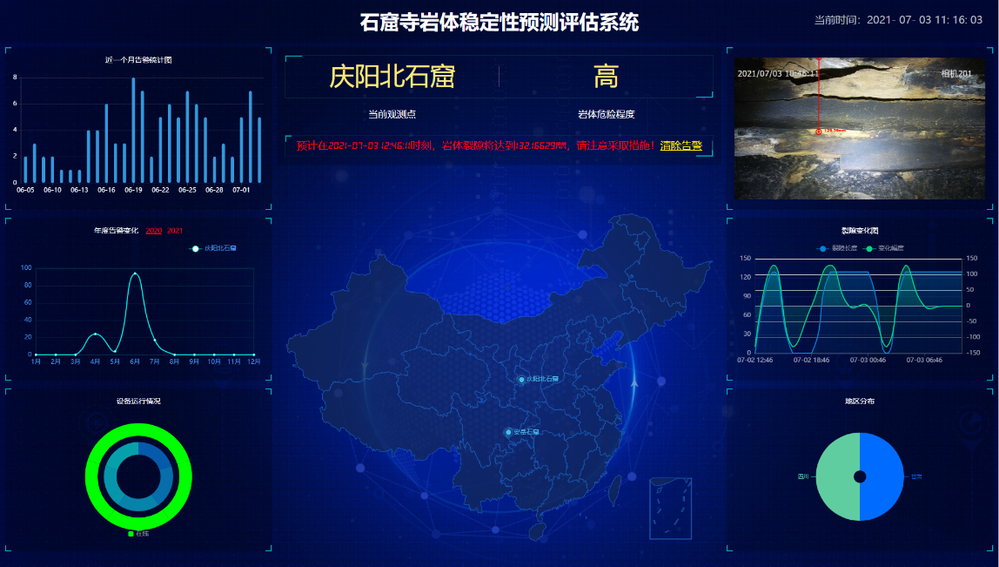 石窟寺岩体稳定性预测评估系统
当前时间：2021- 07- 03 11: 16: 03
近一个月告警统计图
8
6
4
2
0
06-05 06-10 06-13 06-16 06-19 06-22 06-25 06-28 07-01
年度告警变化 2020 2021
庆阳北石窟
100
80
60
40
20
0
1月 2月 3月 4月 5月 6月 7月 8月 9月 10月 11月 12月
设备运行情况
在线
庆阳北石窟 高
当前观测点 岩体危险程度
预计在2021-07-03 12:46:11时刻，岩体裂隙将达到132.16629mm，请注意采取措施！清除告警
庆阳北石窟
安岳石窟
2021/07/03 10:46:11 相机201
裂隙变化图
裂隙长度 变化幅度
150 150
120 100
90 50
60 0
30 -50
0 -100
-150
07-02 12:46 07-02 18:46 07-03 00:46 07-03 06:46
地区分布
四川 甘肃